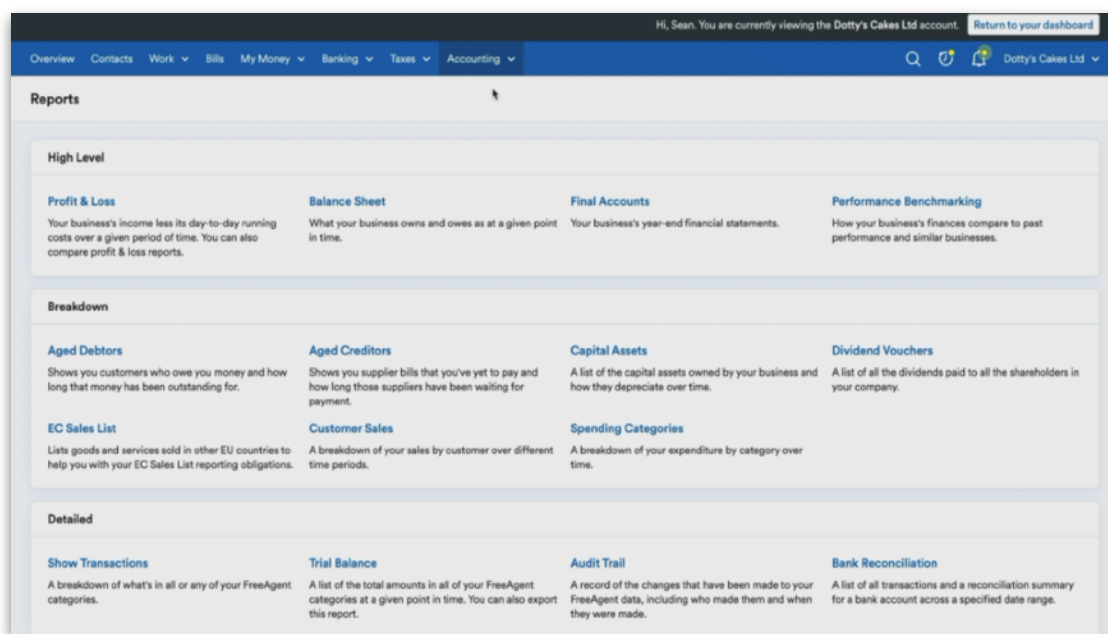 Hi, Sean. You are currently viewing the Dotty's Cakes Ltd account. Return to your dashboard
Overview Contacts Work Bills My Money Banking Taxes Accounting Dotty's Cakes Ltd
Reports
High Level
Profit & Loss
Your business's income less its day-to-day running
costs over a given period of time. You can also
compare profit & loss reports.
Balance Sheet
What your business owns and owes as at a given point
in time.
Final Accounts
Your business's year-end financial statements.
Performance Benchmarking
How your business's finances compare to past
performance and similar businesses.
Breakdown
Aged Debtors
Shows you customers who owe you money and how
long that money has been outstanding for.
Aged Creditors
Shows you supplier bills that you've yet to pay and
how long those suppliers have been waiting for
payment.
Capital Assets
A list of the capital assets owned by your business and
how they depreciate over time.
Dividend Vouchers
A list of all the dividends paid to all the shareholders in
your company.
EC Sales List
Lists goods and services sold in other EU countries to
help you with your EC Sales List reporting obligations.
Customer Sales
A breakdown of your sales by customer over different
time periods.
Spending Categories
A breakdown of your expenditure by category over
time.
Detailed
Show Transactions
A breakdown of what's in all or any of your FreeAgent
categories.
Trial Balance
A list of the total amounts in all of your FreeAgent
categories at a given point in time. You can also export
this report.
Audit Trail
A record of the changes that have been made to your
FreeAgent data, including who made them and when
they were made.
Bank Reconciliation
A list of all transactions and a reconciliation summary
for a bank account across a specified date range.